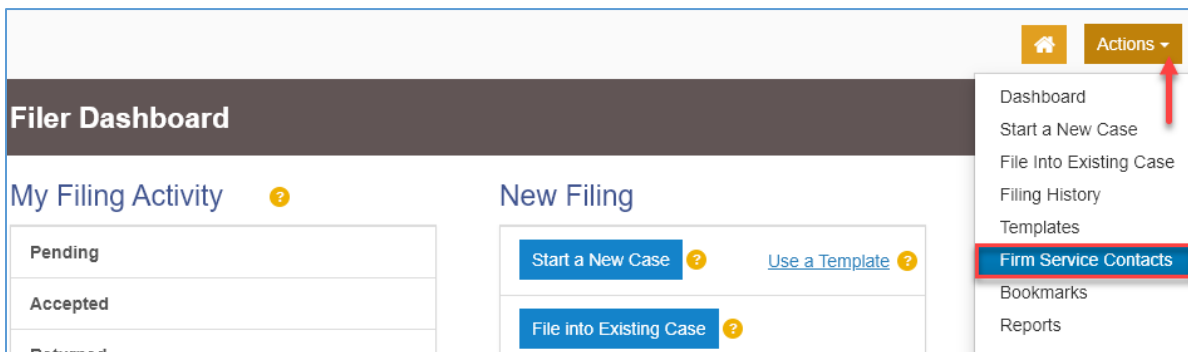 Actions
Filer Dashboard
Dashboard
Start a New Case
File Into Existing Case
Filing History
Templates
Firm Service Contacts
Bookmarks
Reports
My Filing Activity ?
Pending
Accepted
New Filing
Start a New Case ? Use a Template ?
File into Existing Case ?